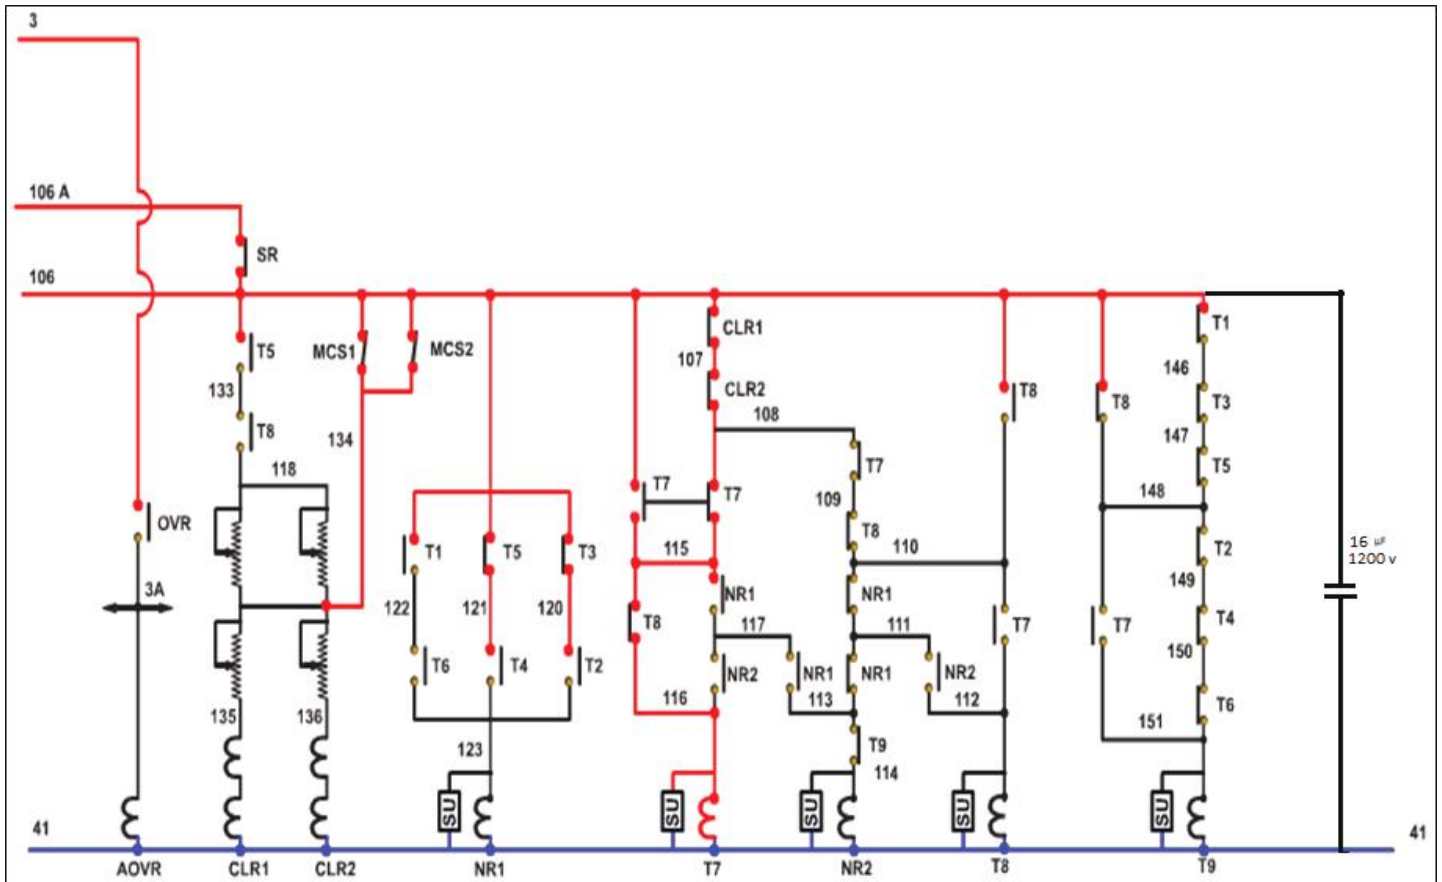 3
106 A
SR
106
T1
CLR1
MCS1
MCS2
T5
107
146
133
CLR2
T8
T8
T3
108
134
T8
147
T7
T5
118
T7
T7
109
148
OVR
T8
T2
16 μF
1200 v
T1
T5
T3
115
110
149
3A
NR1
NR1
122
121
120
T8
117
111
T7
T7
T4
150
T6
T4
T2
NR2
NR1
NR1
NR2
135
136
116
113
112
T6
151
123
T9
114
SU
SU
SU
SU
SU
41
41
AOVR
CLR1
CLR2
NR1
T7
NR2
T8
T9